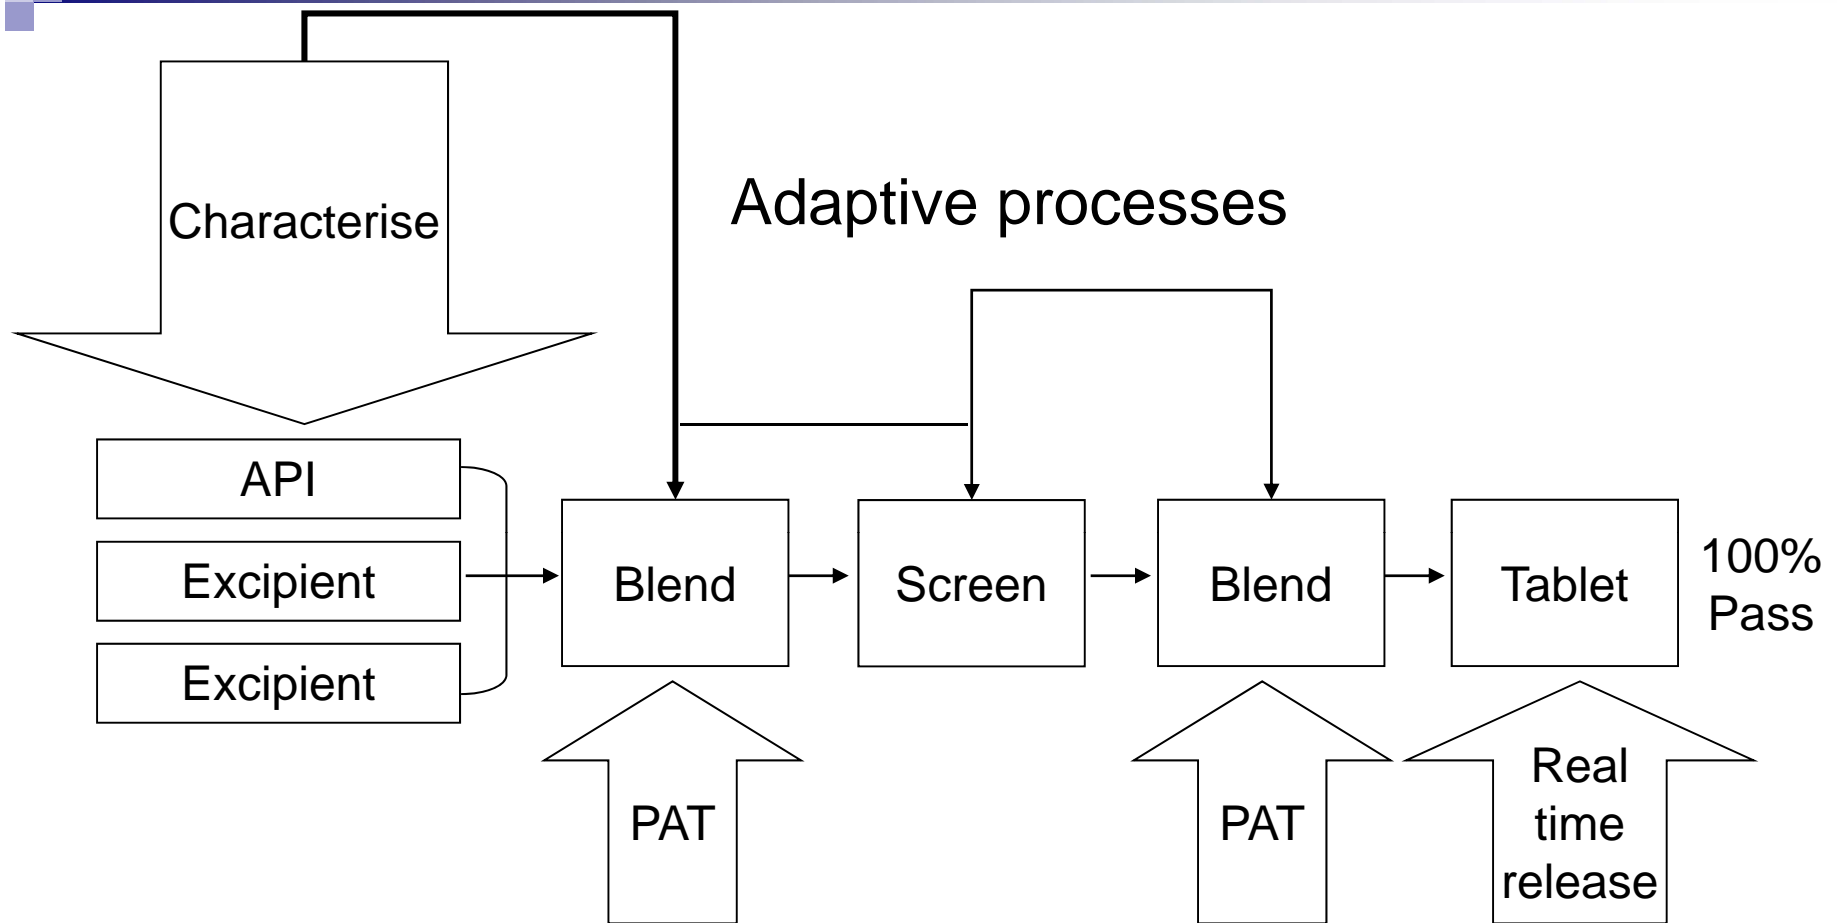 Characterise
Adaptive processes
API
Excipient
Excipient
Blend
Screen
Blend
Tablet
100%
Pass
PAT
PAT
Real
time
release